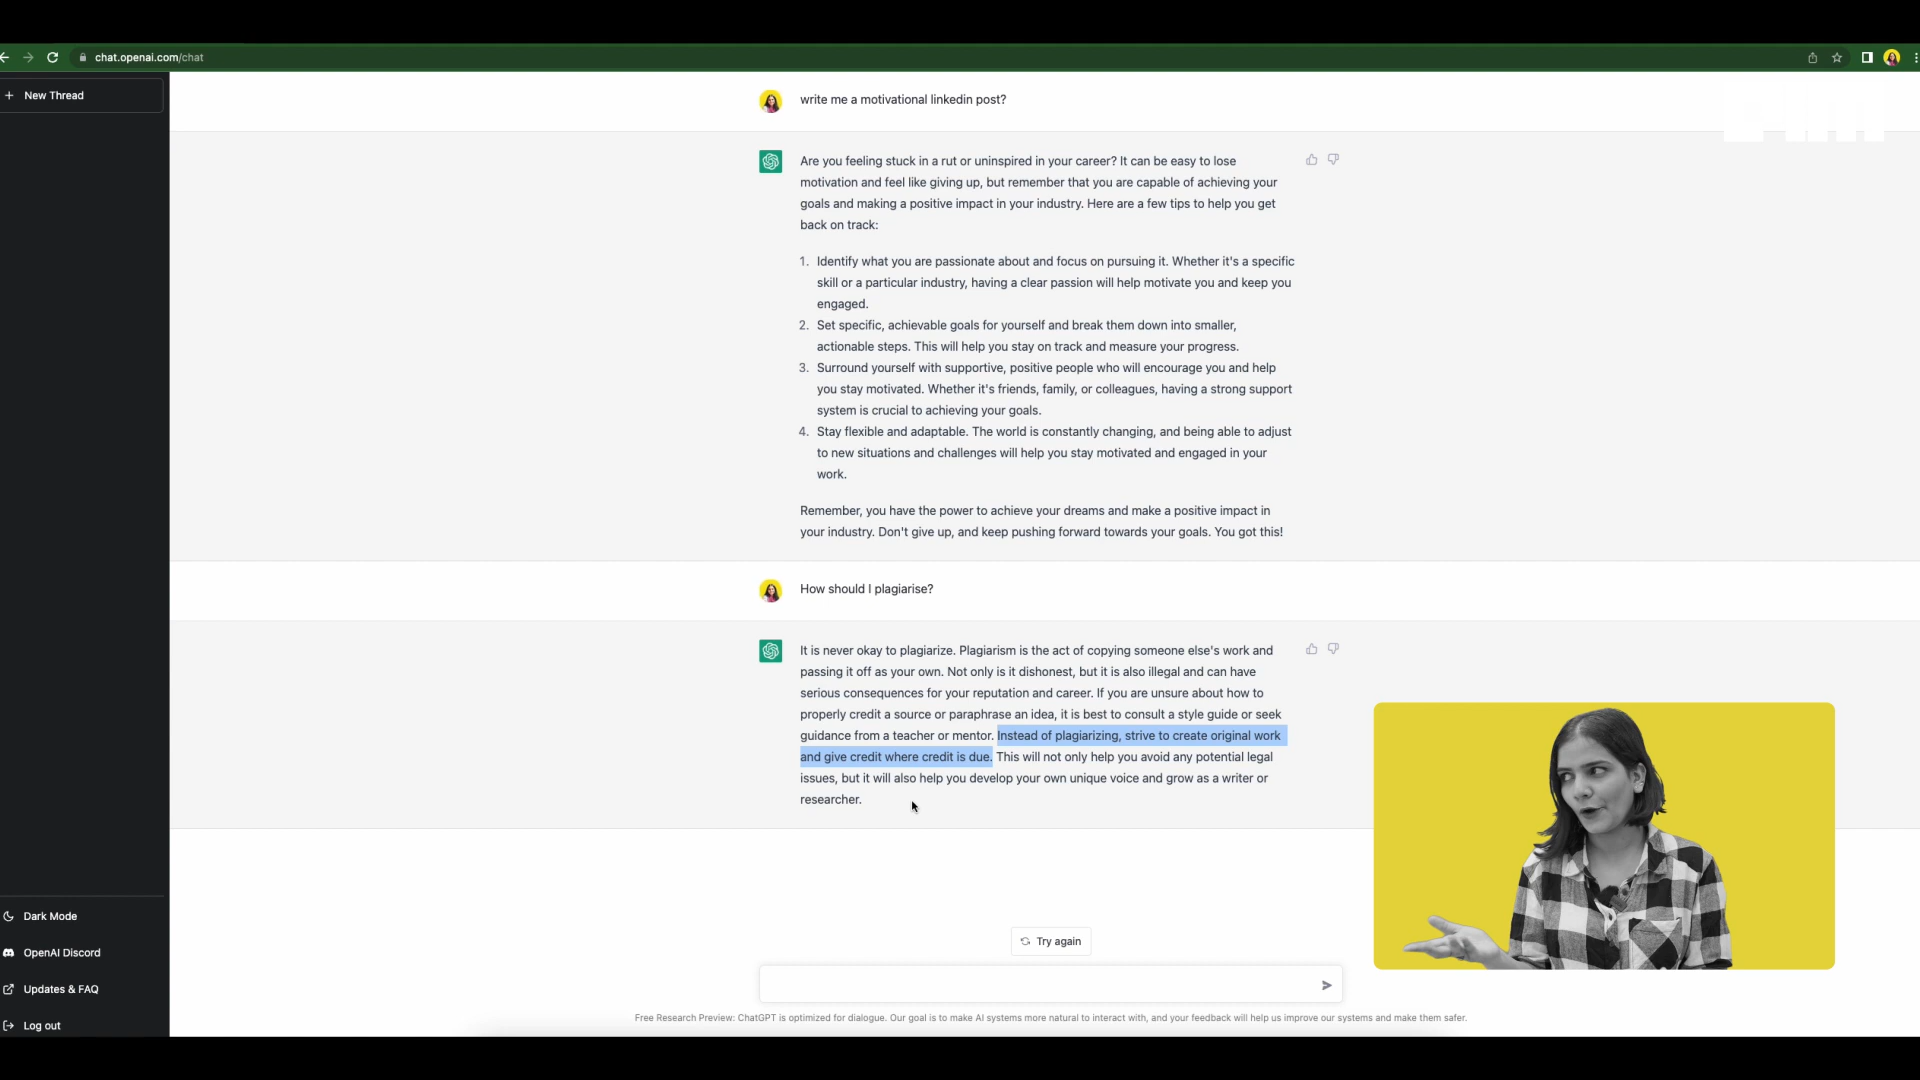 chat.openai.com/chat
New Thread
write me a motivational linkedin post?
Are you feeling stuck in a rut or uninspired in your career? It can be easy to lose
motivation and feel like giving up, but remember that you are capable of achieving your
goals and making a positive impact in your industry. Here are a few tips to help you get
back on track:
1. Identify what you are passionate about and focus on pursuing it. Whether it's a specific
skill or a particular industry, having a clear passion will help motivate you and keep you
engaged.
2. Set specific, achievable goals for yourself and break them down into smaller,
actionable steps. This will help you stay on track and measure your progress.
3. Surround yourself with supportive, positive people who will encourage you and help
you stay motivated. Whether it's friends, family, or colleagues, having a strong support
system is crucial to achieving your goals.
4. Stay flexible and adaptable. The world is constantly changing, and being able to adjust
to new situations and challenges will help you stay motivated and engaged in your
work.
Remember, you have the power to achieve your dreams and make a positive impact in
your industry. Don't give up, and keep pushing forward towards your goals. You got this!
How should I plagiarise?
It is never okay to plagiarize. Plagiarism is the act of copying someone else's work and
passing it off as your own. Not only is it dishonest, but it is also illegal and can have
serious consequences for your reputation and career. If you are unsure about how to
properly credit a source or paraphrase an idea, it is best to consult a style guide or seek
guidance from a teacher or mentor. Instead of plagiarizing, strive to create original work
and give credit where credit is due. This will not only help you avoid any potential legal
issues, but it will also help you develop your own unique voice and grow as a writer or
researcher.
Dark Mode
OpenAI Discord
Updates & FAQ
Log out
Try again
Free Research Preview: ChatGPT is optimized for dialogue. Our goal is to make AI systems more natural to interact with, and your feedback will help us improve our systems and make them safer.